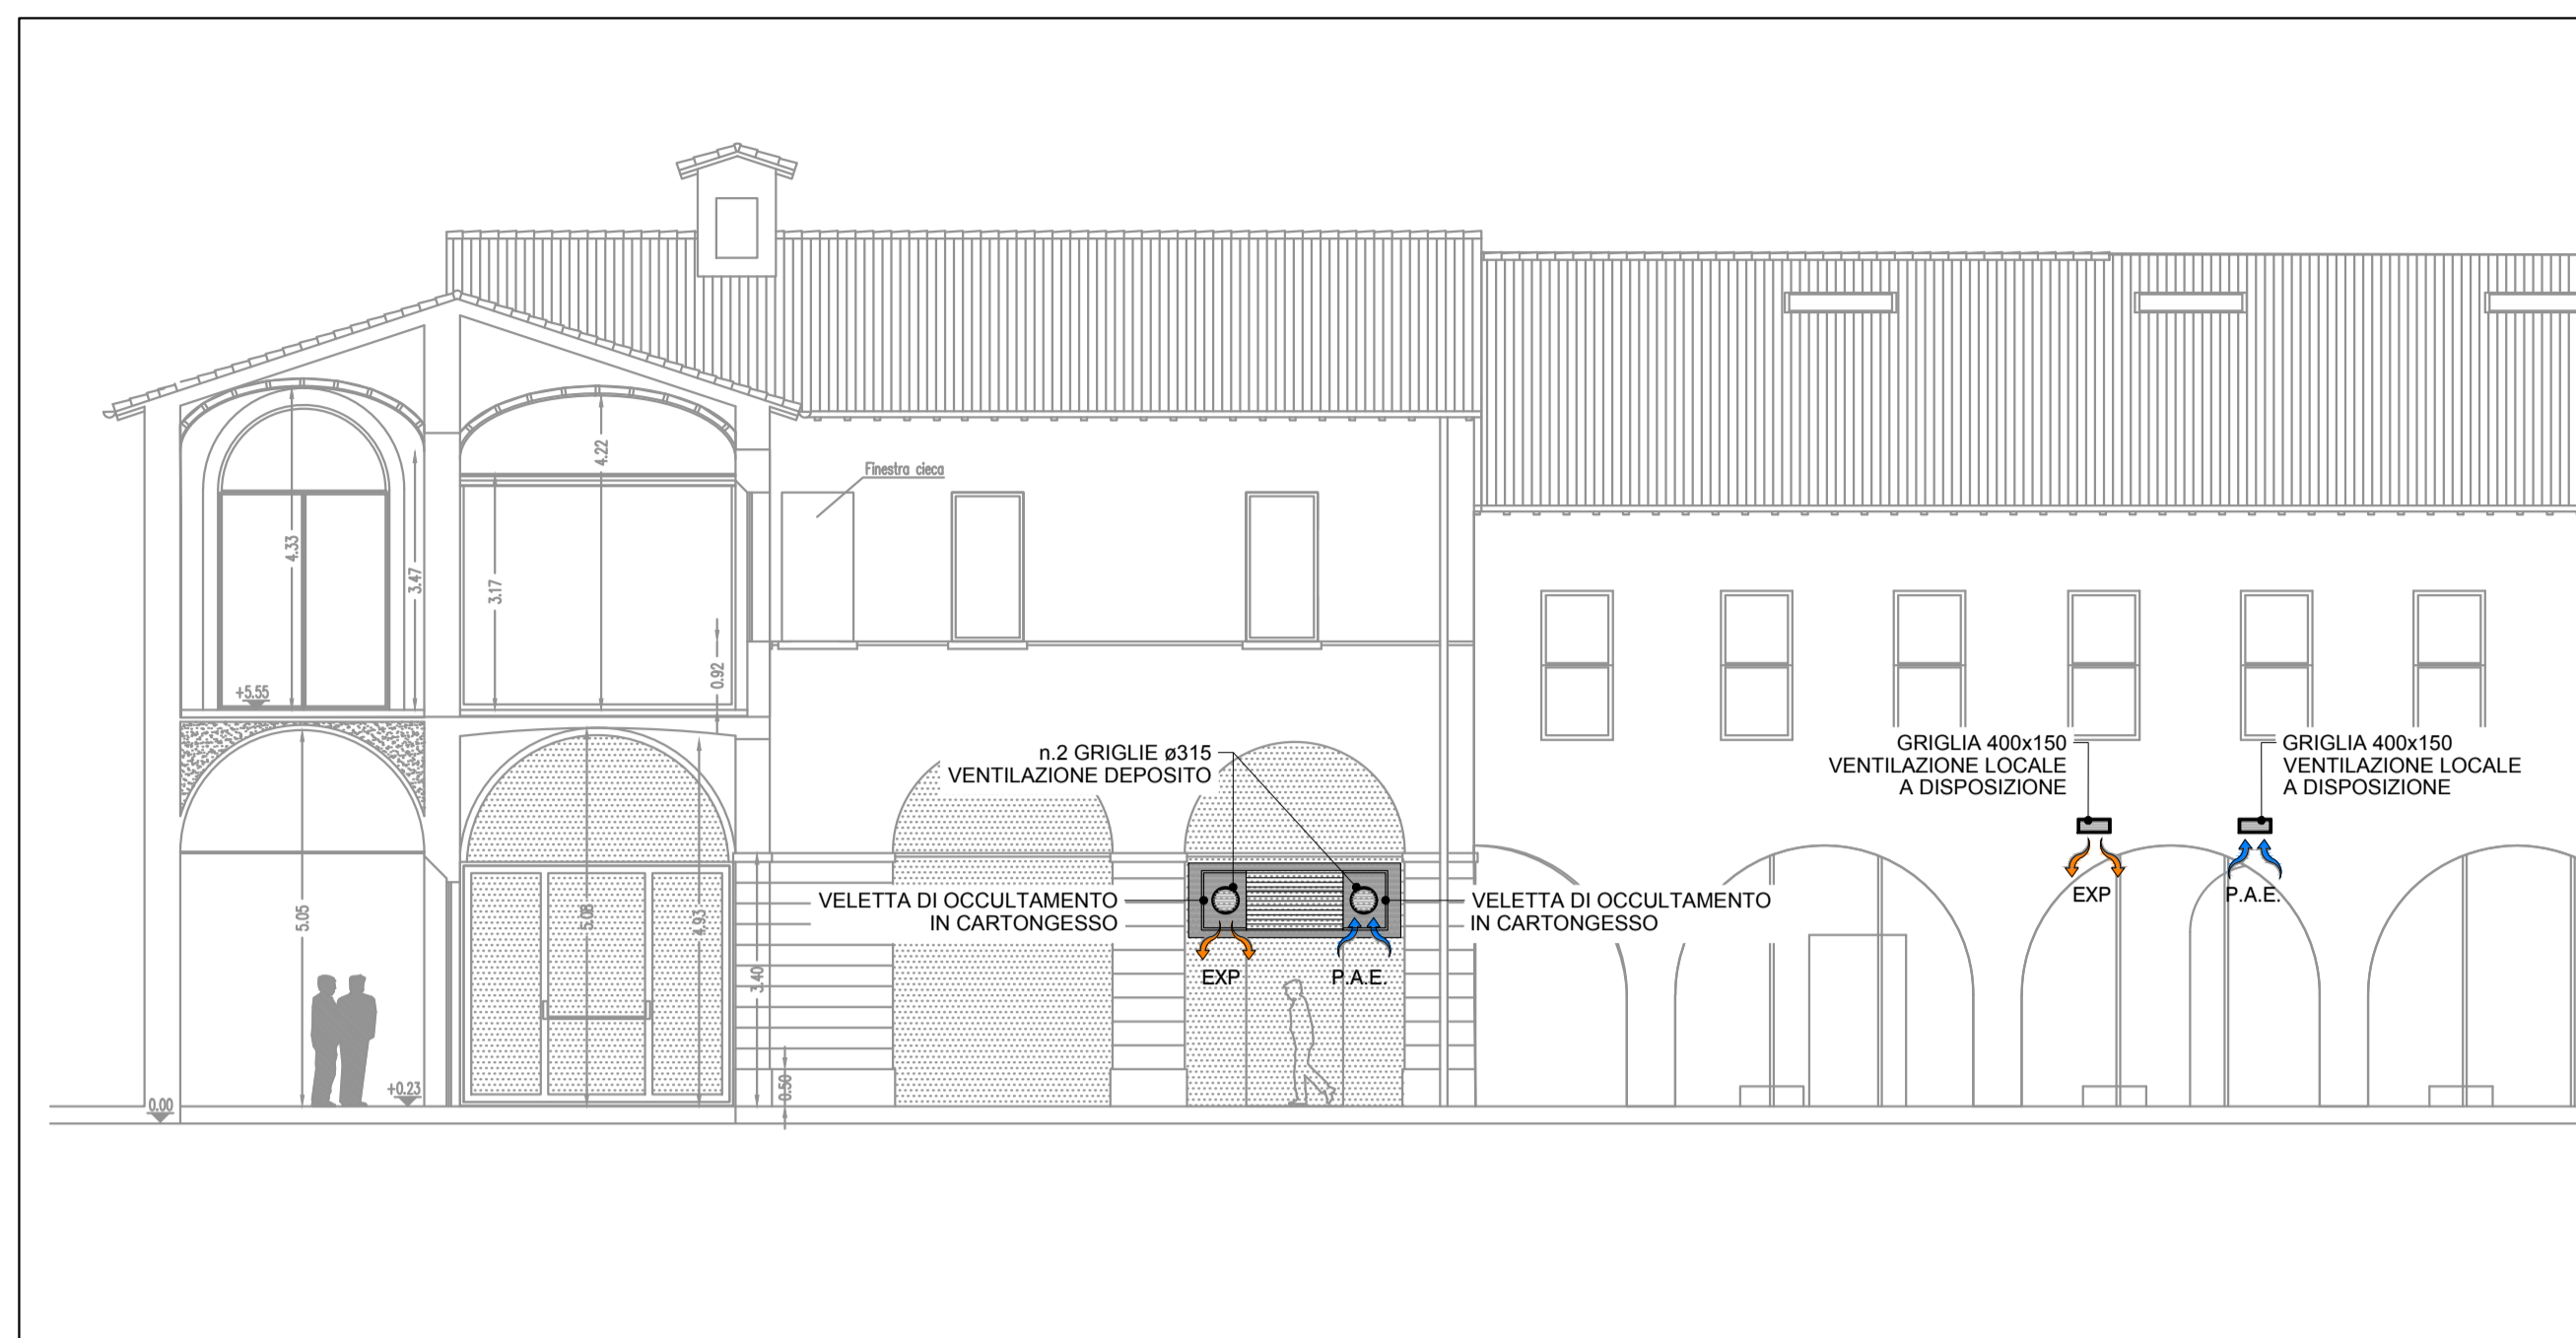 Finestra cieca
4.33
3.47
4.22
3.17
0.92
+5.55
n.2 GRIGLIE ø315
VENTILAZIONE DEPOSITO
GRIGLIA 400x150
VENTILAZIONE LOCALE
A DISPOSIZIONE
GRIGLIA 400x150
VENTILAZIONE LOCALE
A DISPOSIZIONE
VELETTA DI OCCULTAMENTO
IN CARTONGESSO
VELETTA DI OCCULTAMENTO
IN CARTONGESSO
EXP
P.A.E.
EXP
P.A.E.
5.05
5.08
4.93
3.40
0.50
+0.23
0.00